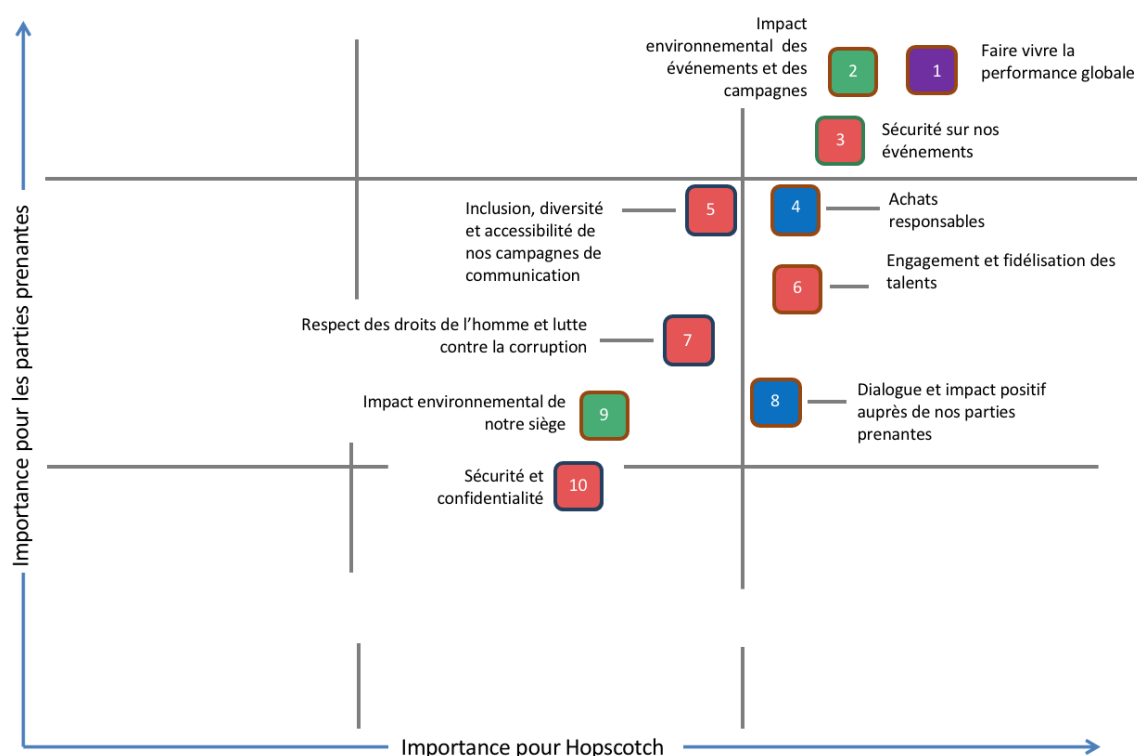 Impact
environnemental des
événements et des
campagnes
2
1
Faire vivre la
performance globale
3
Sécurité sur nos
événements
Inclusion, diversité
et accessibilité de
nos campagnes de
communication
5
4
Achats
responsables
6
Engagement et fidélisation des
talents
Respect des droits de l’homme et lutte
contre la corruption
7
Impact environnemental de
notre siège
9
8
Dialogue et impact positif
auprès de nos parties
prenantes
Sécurité et
confidentialité
10
Importance pour les parties prenantes
Importance pour Hopscotch